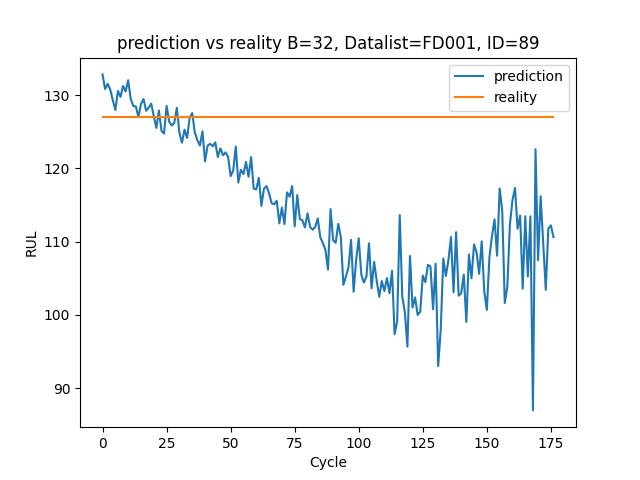 prediction vs reality B=32, Datalist=FD001, ID=89
prediction
reality
130
120
110
100
90
RUL
0 25 50 75 100 125 150 175
Cycle